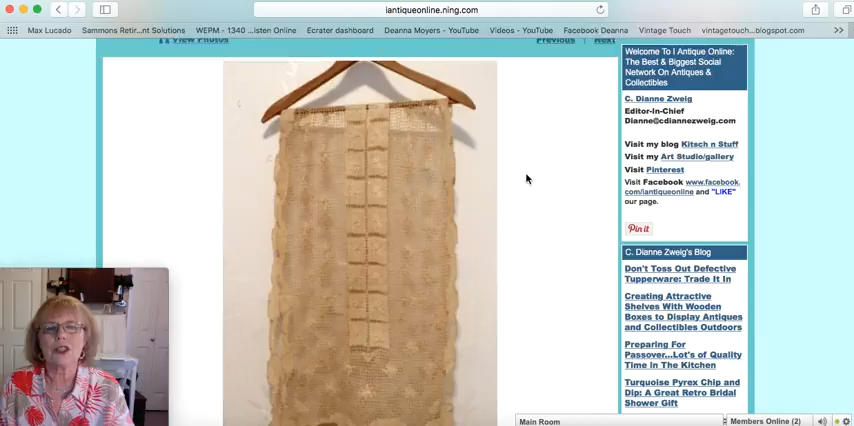 iantiqueonline.ning.com
Max Lucado
Sammons Retir...nt Solutions
WEPM - 1340 ...isten Online
Ecrater dashboard
Deanna Moyers - YouTube
Videos - YouTube
Facebook Deanna
Vintage Touch
vintagetouch...blogspot.com
View Photos
Previous | Next
Welcome To I Antique Online:
The Best & Biggest Social
Network On Antiques &
Collectibles
C. Dianne Zweig
Editor-In-Chief
Dianne@cdiannezweig.com
Visit my blog Kitsch n Stuff
Visit my Art Studio/gallery
Visit Pinterest
Visit Facebook www.facebook.
com/iantiqueonline and "LIKE"
our page.
Pin it
C. Dianne Zweig's Blog
Don't Toss Out Defective
Tupperware: Trade It In
Creating Attractive
Shelves With Wooden
Boxes to Display Antiques
and Collectibles Outdoors
Preparing For
Passover...Lot's of Quality
Time in The Kitchen
Turquoise Pyrex Chip and
Dip: A Great Retro Bridal
Shower Gift
Main Room
Members Online (2)